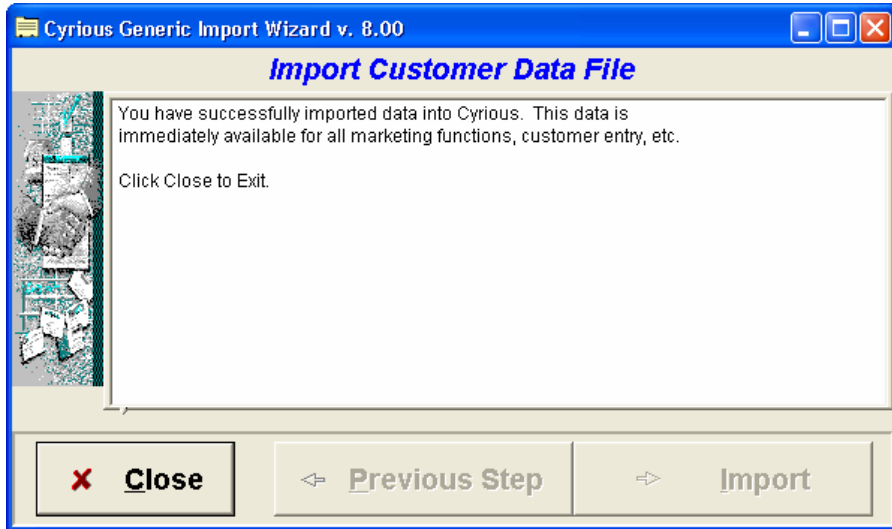 Cyrious Generic Import Wizard v. 8.00
Import Customer Data File
You have successfully imported data into Cyrious. This data is
immediately available for all marketing functions, customer entry, etc.
Click Close to Exit.
Close
Previous Step
Import